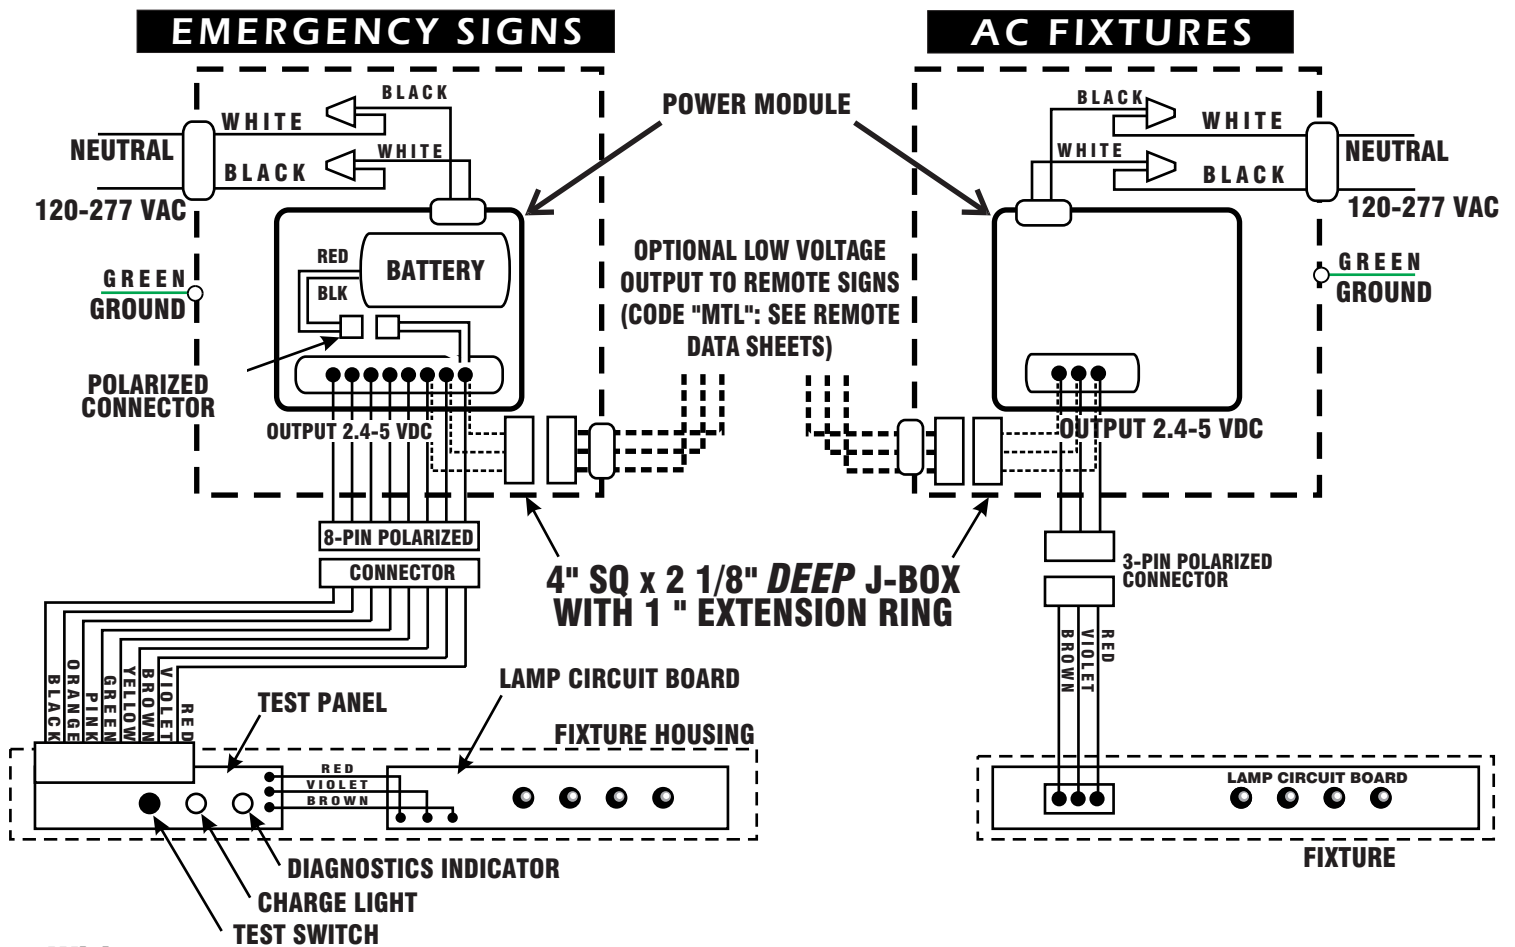 EMERGENCY SIGNS
AC FIXTURES
BLACK
WHITE
NEUTRAL
WHITE
BLACK
120-277 VAC
GREEN
GROUND
RED
BLK
BATTERY
POLARIZED
CONNECTOR
OUTPUT 2.4-5 VDC
8-PIN POLARIZED
CONNECTOR
POWER MODULE
OPTIONAL LOW VOLTAGE
OUTPUT TO REMOTE SIGNS
(CODE "MTL": SEE REMOTE
DATA SHEETS)
4" SQ x 2 1/8" DEEP J-BOX
WITH 1 " EXTENSION RING
BLACK
WHITE
NEUTRAL
WHITE
BLACK
120-277 VAC
GREEN
GROUND
OUTPUT 2.4-5 VDC
3-PIN POLARIZED
CONNECTOR
BROWN
VIOLET
RED
LAMP CIRCUIT BOARD
FIXTURE
BLACK
ORANGE
PINK
GREEN
YELLOW
BROWN
VIOLET
RED
TEST PANEL
LAMP CIRCUIT BOARD
FIXTURE HOUSING
RED
VIOLET
BROWN
DIAGNOSTICS INDICATOR
CHARGE LIGHT
TEST SWITCH